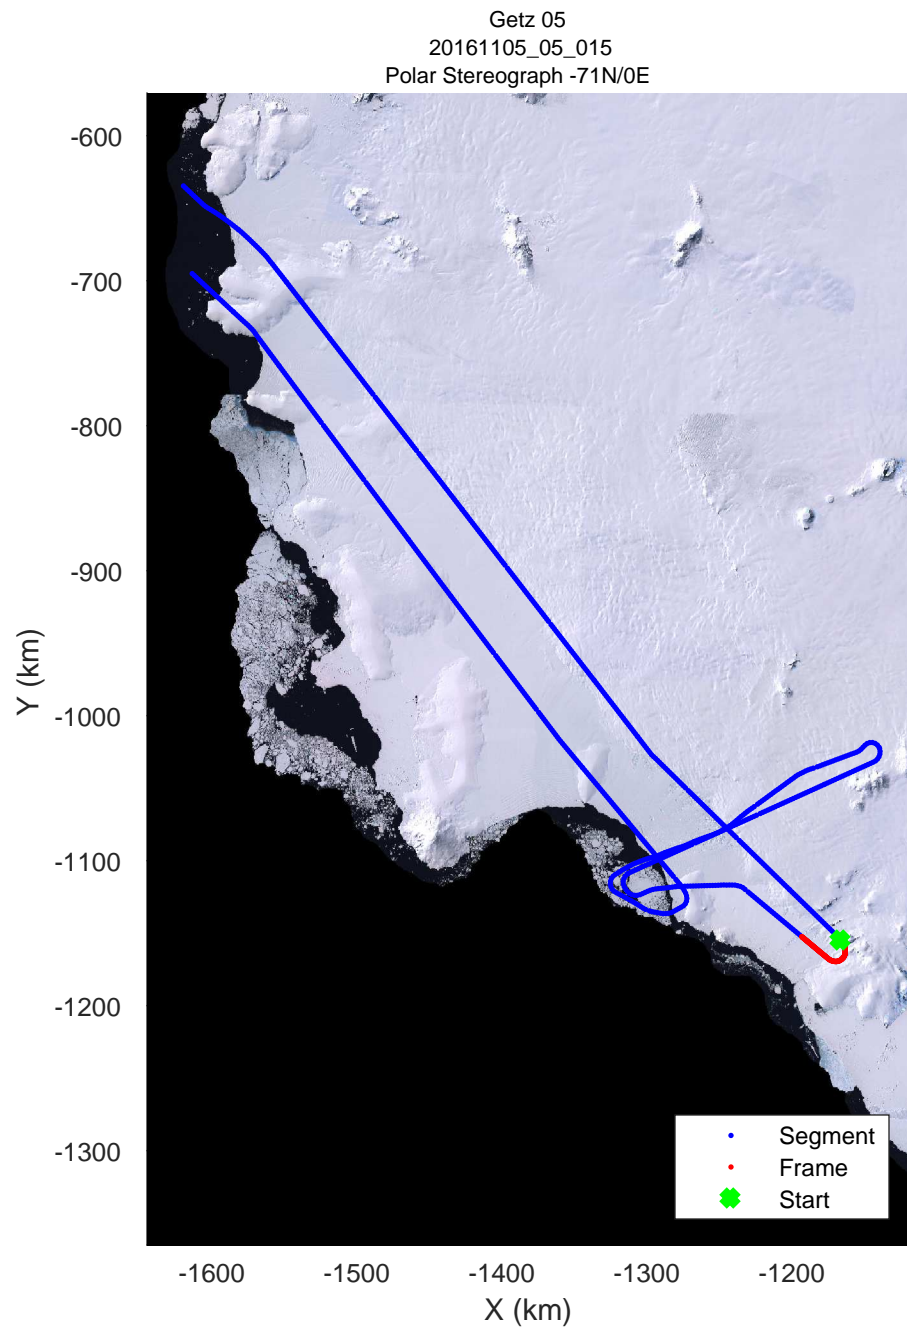 Getz 05
20161105_05_015
Polar Stereograph -71N/0E
-600
-700
-800
-900
-1000
-1100
-1200
-1300
Y (km)
Segment
Frame
Start
-1600 -1500 -1400 -1300 -1200
X (km)